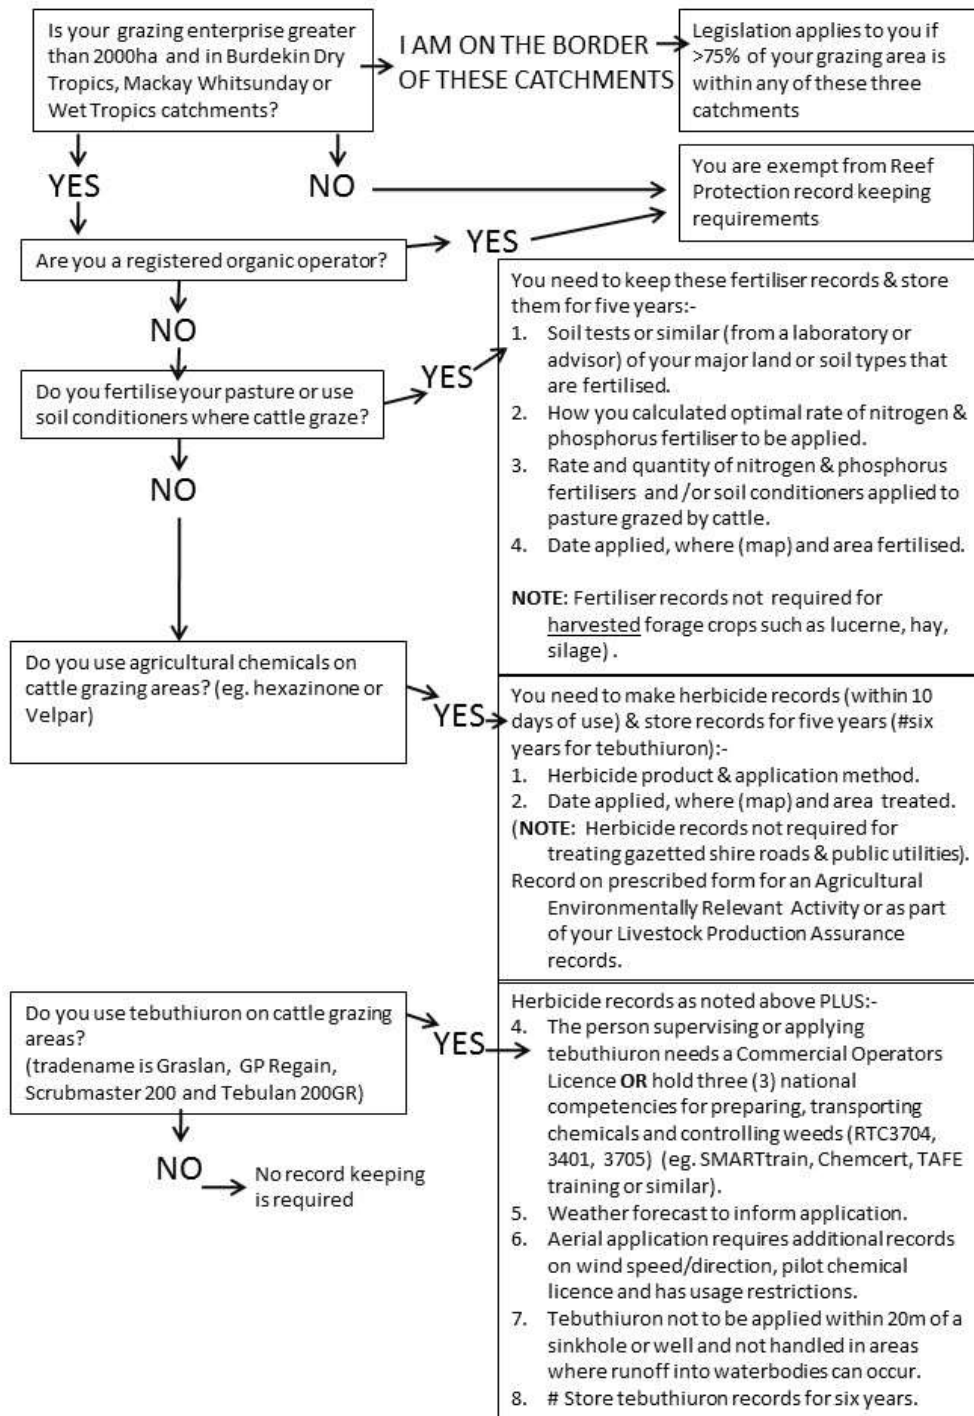 Is your grazing enterprise greater
than 2000ha and in Burdekin Dry
Tropics, Mackay Whitsunday or
Wet Tropics catchments?
I AM ON THE BORDER
OF THESE CATCHMENTS
Legislation applies to you if
>75% of your grazing area is
within any of these three
catchments
YES
NO
You are exempt from Reef
Protection record keeping
requirements
Are you a registered organic operator?
YES
NO
Do you fertilise your pasture or use
soil conditioners where cattle graze?
YES
You need to keep these fertiliser records & store
them for five years:-
1. Soil tests or similar (from a laboratory or
advisor) of your major land or soil types that
are fertilised.
2. How you calculated optimal rate of nitrogen &
phosphorus fertiliser to be applied.
3. Rate and quantity of nitrogen & phosphorus
fertilisers and /or soil conditioners applied to
pasture grazed by cattle.
4. Date applied, where (map) and area fertilised.
NOTE: Fertiliser records not required for
harvested forage crops such as lucerne, hay,
silage) .
NO
Do you use agricultural chemicals on
cattle grazing areas? (eg. hexazinone or
Velpar)
YES
You need to make herbicide records (within 10
days of use) & store records for five years (#six
years for tebuthiuron):-
1. Herbicide product & application method.
2. Date applied, where (map) and area treated.
(NOTE: Herbicide records not required for
treating gazetted shire roads & public utilities).
Record on prescribed form for an Agricultural
Environmentally Relevant Activity or as part
of your Livestock Production Assurance
records.
Do you use tebuthiuron on cattle grazing
areas?
(tradename is Graslan, GP Regain,
Scrubmaster 200 and Tebulan 200GR)
YES
Herbicide records as noted above PLUS:-
4. The person supervising or applying
tebuthiuron needs a Commercial Operators
Licence OR hold three (3) national
competencies for preparing, transporting
chemicals and controlling weeds (RTC3704,
3401, 3705) (eg. SMARTtrain, Chemcert, TAFE
training or similar).
5. Weather forecast to inform application.
6. Aerial application requires additional records
on wind speed/direction, pilot chemical
licence and has usage restrictions.
7. Tebuthiuron not to be applied within 20m of a
sinkhole or well and not handled in areas
where runoff into waterbodies can occur.
8. # Store tebuthiuron records for six years.
NO
No record keeping
is required